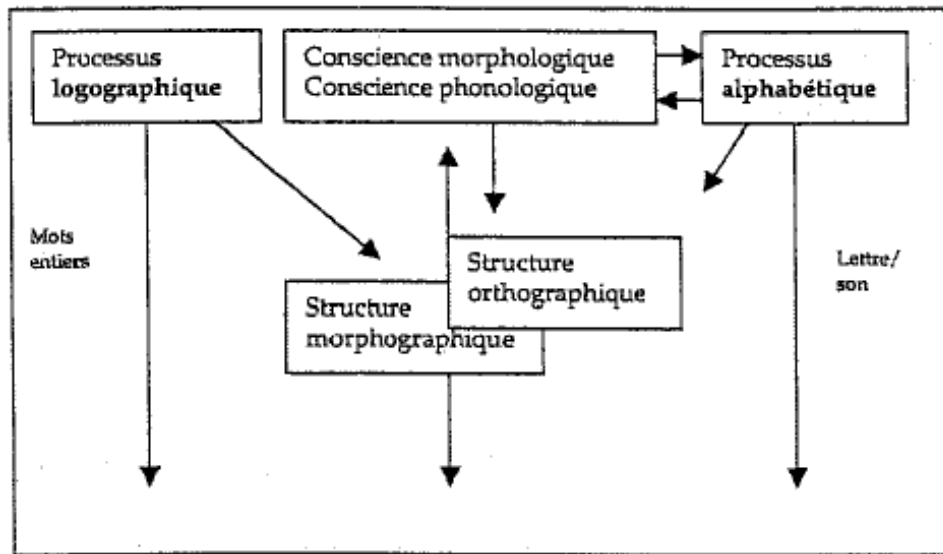 Processus
logographique
Conscience morphologique
Conscience phonologique
Processus
alphabétique
Mots
entiers
Structure
orthographique
Lettre/
son
Structure
morphographique